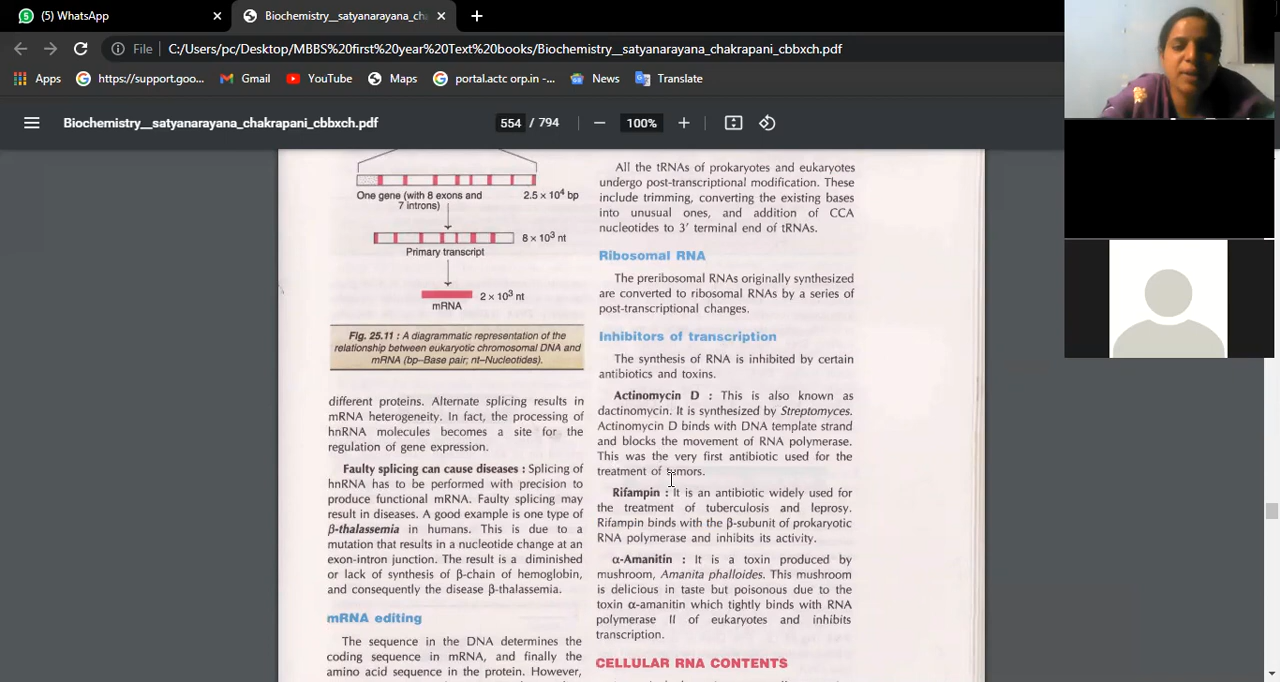 (5) WhatsApp
Biochemistry__satyanarayana_cha
File
C:/Users/pc/Desktop/MBBS%20first%20year%20Text%20books/Biochemistry__satyanarayana_chakrapani_cbbxch.pdf
Apps
https://support.goo...
Gmail
YouTube
Maps
portal.actc orp.in -...
News
Translate
Biochemistry__satyanarayana_chakrapani_cbbxch.pdf
554 / 794
100%
One gene (with 8 exons and
7 introns)
2.5 × 10⁴ bp
8 × 10³ nt
Primary transcript
2 × 10³ nt
mRNA
Fig. 25.11 : A diagrammatic representation of the
relationship between eukaryotic chromosomal DNA and
mRNA (bp–Base pair; nt–Nucleotides).
different proteins. Alternate splicing results in
mRNA heterogeneity. In fact, the processing of
hnRNA molecules becomes a site for the
regulation of gene expression.
Faulty splicing can cause diseases : Splicing of
hnRNA has to be performed with precision to
produce functional mRNA. Faulty splicing may
result in diseases. A good example is one type of
β-thalassemia in humans. This is due to a
mutation that results in a nucleotide change at an
exon-intron junction. The result is a diminished
or lack of synthesis of β-chain of hemoglobin,
and consequently the disease β-thalassemia.
mRNA editing
The sequence in the DNA determines the
coding sequence in mRNA, and finally the
amino acid sequence in the protein. However,
All the tRNAs of prokaryotes and eukaryotes
undergo post-transcriptional modification. These
include trimming, converting the existing bases
into unusual ones, and addition of CCA
nucleotides to 3′ terminal end of tRNAs.
Ribosomal RNA
The preribosomal RNAs originally synthesized
are converted to ribosomal RNAs by a series of
post-transcriptional changes.
Inhibitors of transcription
The synthesis of RNA is inhibited by certain
antibiotics and toxins.
Actinomycin D : This is also known as
dactinomycin. It is synthesized by Streptomyces.
Actinomycin D binds with DNA template strand
and blocks the movement of RNA polymerase.
This was the very first antibiotic used for the
treatment of tumors.
Rifampin : It is an antibiotic widely used for
the treatment of tuberculosis and leprosy.
Rifampin binds with the β-subunit of prokaryotic
RNA polymerase and inhibits its activity.
α-Amanitin : It is a toxin produced by
mushroom, Amanita phalloides. This mushroom
is delicious in taste but poisonous due to the
toxin α-amanitin which tightly binds with RNA
polymerase II of eukaryotes and inhibits
transcription.
CELLULAR RNA CONTENTS